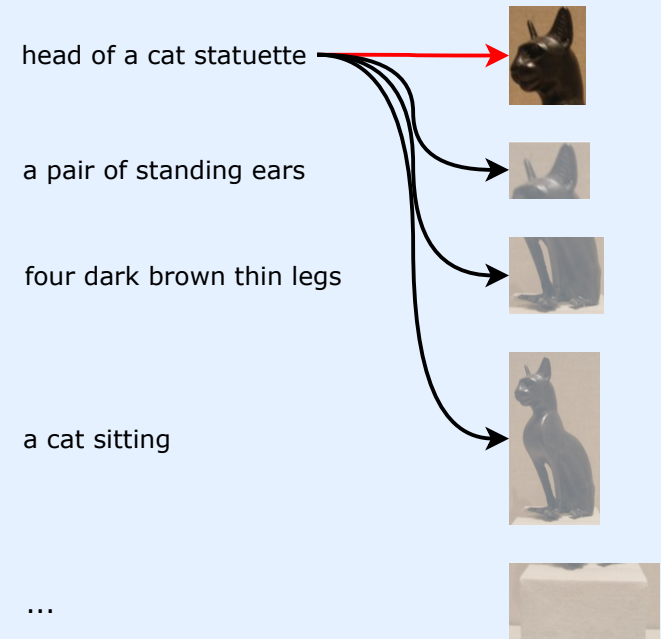 head of a cat statuette
a pair of standing ears
four dark brown thin legs
a cat sitting
...